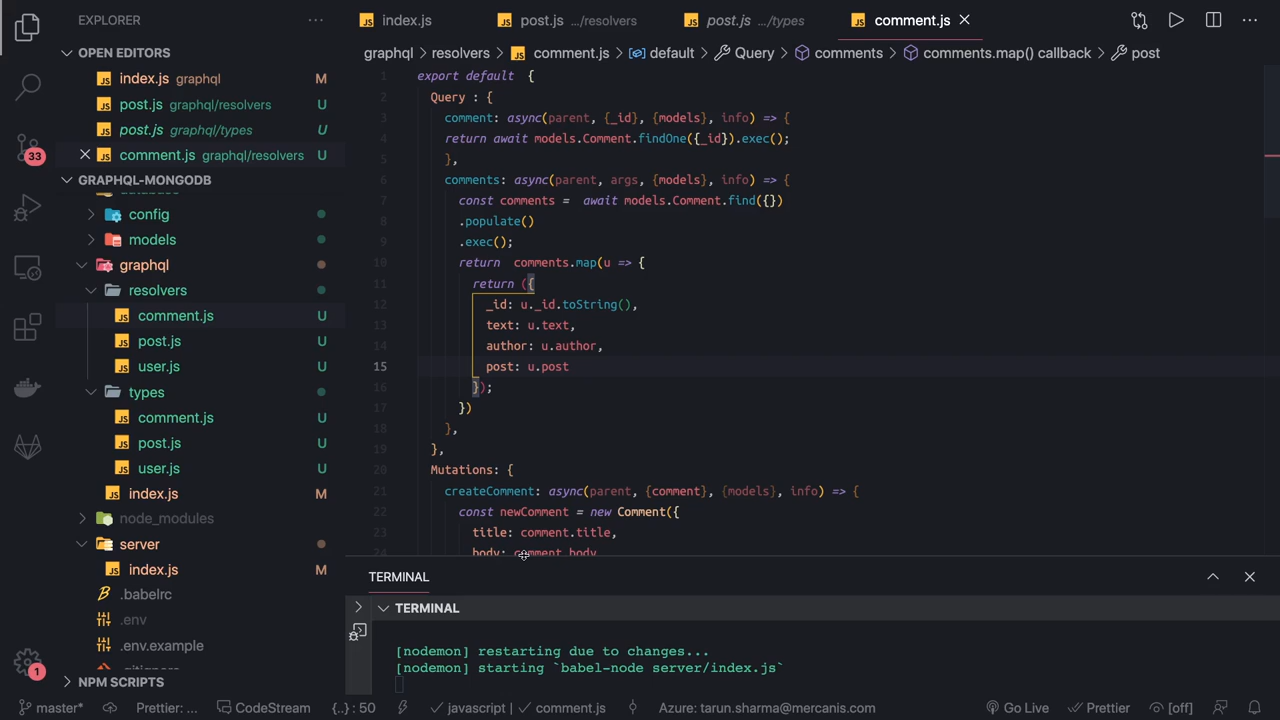 EXPLORER
OPEN EDITORS
index.js graphql M
post.js graphql/resolvers U
post.js graphql/types U
comment.js graphql/resolvers U
GRAPHQL-MONGODB
config
models
graphql
resolvers
comment.js U
post.js U
user.js U
types
comment.js U
post.js U
user.js U
index.js M
node_modules
server
index.js M
.babelrc
.env
.env.example
NPM SCRIPTS
33
1
index.js
post.js .../resolvers
post.js .../types
comment.js
graphql > resolvers > comment.js > default > Query > comments > comments.map() callback > post
1 export default {
2 Query : {
3 comment: async(parent, {_id}, {models}, info) => {
4 return await models.Comment.findOne({_id}).exec();
5 },
6 comments: async(parent, args, {models}, info) => {
7 const comments = await models.Comment.find({})
8 .populate()
9 .exec();
10 return comments.map(u => {
11 return ({
12 _id: u._id.toString(),
13 text: u.text,
14 author: u.author,
15 post: u.post
16 });
17 })
18 },
19 },
20 Mutations: {
21 createComment: async(parent, {comment}, {models}, info) => {
22 const newComment = new Comment({
23 title: comment.title,
24 body: comment.body
TERMINAL
TERMINAL
[nodemon] restarting due to changes...
[nodemon] starting `babel-node server/index.js`
master* Prettier: ... CodeStream {..} : 50 javascript | comment.js Azure: tarun.sharma@mercanis.com Go Live Prettier [off]